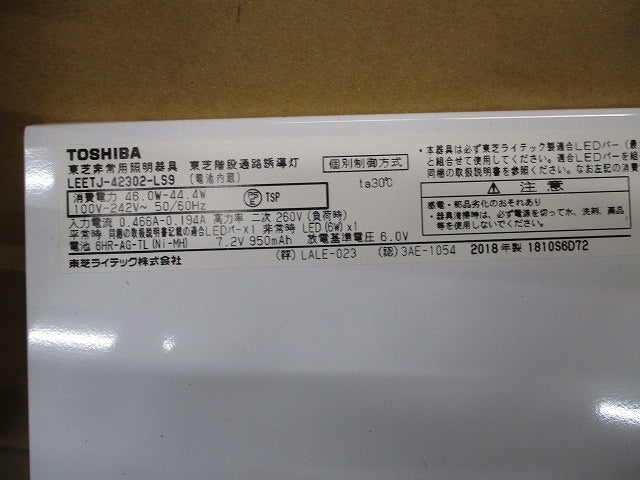 TOSHIBA
東芝非常用照明器具 東芝階段通路誘導灯
LEETJ-42302-LS9 (電池内蔵)
個別制御方式
ta30℃
消費電力 46.0W-44.4W
100V-242V~ 50/60Hz
PSE TSP
入力電流 0.466A-0.194A 高力率 二次 260V (負荷時)
平常時 同梱の取扱説明書記載の適合LEDバー×1 非常時 LED(6W)×1
電池 6HR-AG-TL (Ni-MH) 7.2V 950mAh 放電基準電圧 6.0V
東芝ライテック株式会社 (評) LALE-023 (認) 3AE-1054 2018年製 1810S6D72
・本器具は必ず東芝ライテック製適合LEDバー(最
と組合せて使用してください。適合LEDバーを組
同梱の取扱説明書を参照ください。なお左記の消費
注意
感電・部品劣化のおそれあり
・器具清掃時は、必ず電源を切って水、洗剤、薬品
等を使用しないでください。